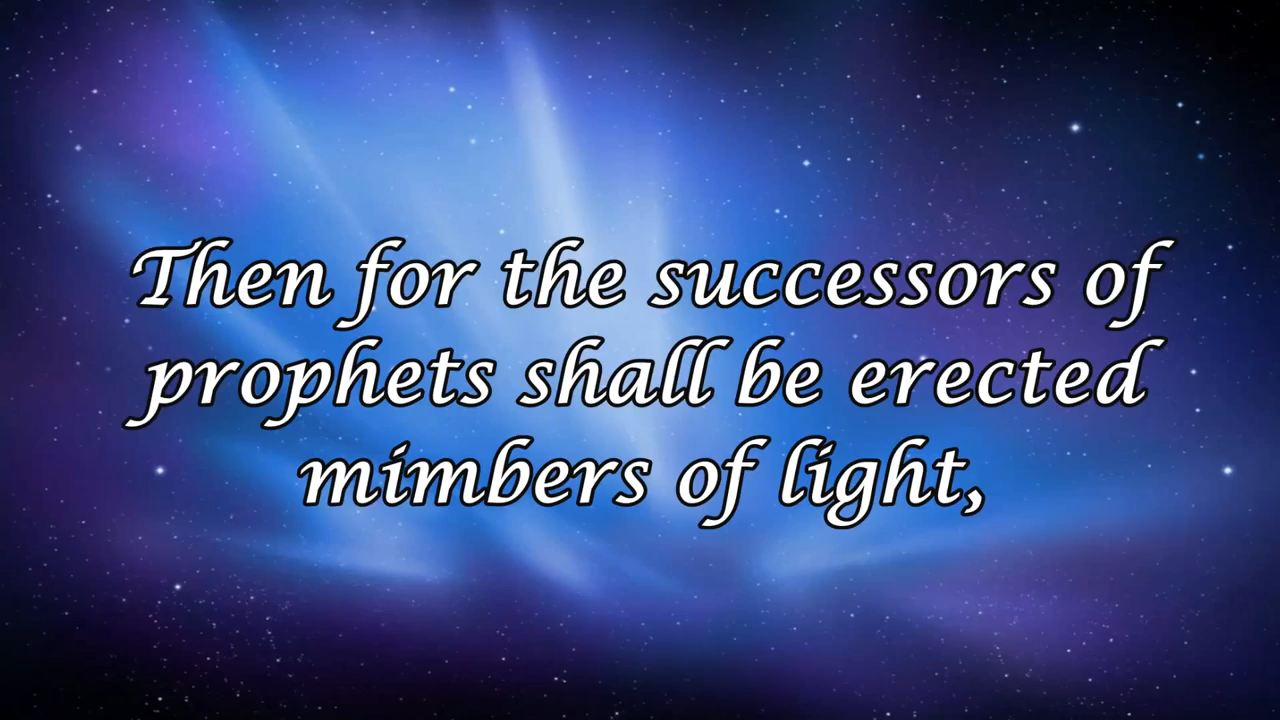 Then for the successors of
prophets shall be erected
mimbers of light,